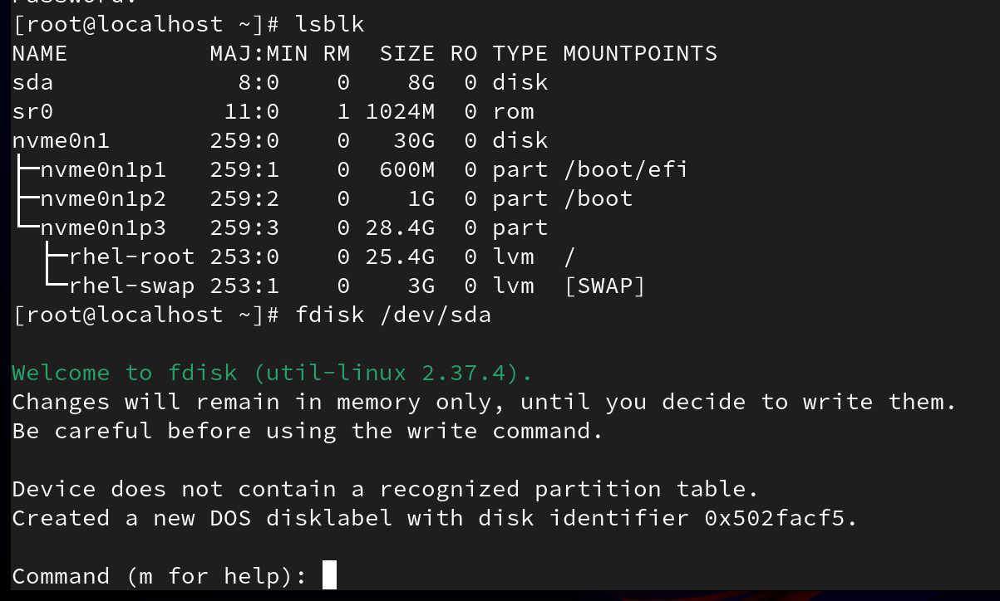 [root@localhost ~]# lsblk
NAME          MAJ:MIN RM   SIZE RO TYPE MOUNTPOINTS
sda             8:0    0     8G  0 disk
sr0            11:0    1  1024M  0 rom
nvme0n1       259:0    0    30G  0 disk
├─nvme0n1p1   259:1    0   600M  0 part /boot/efi
├─nvme0n1p2   259:2    0     1G  0 part /boot
└─nvme0n1p3   259:3    0  28.4G  0 part
  ├─rhel-root 253:0    0  25.4G  0 lvm  /
  └─rhel-swap 253:1    0     3G  0 lvm  [SWAP]
[root@localhost ~]# fdisk /dev/sda
Welcome to fdisk (util-linux 2.37.4).
Changes will remain in memory only, until you decide to write them.
Be careful before using the write command.
Device does not contain a recognized partition table.
Created a new DOS disklabel with disk identifier 0x502facf5.
Command (m for help):